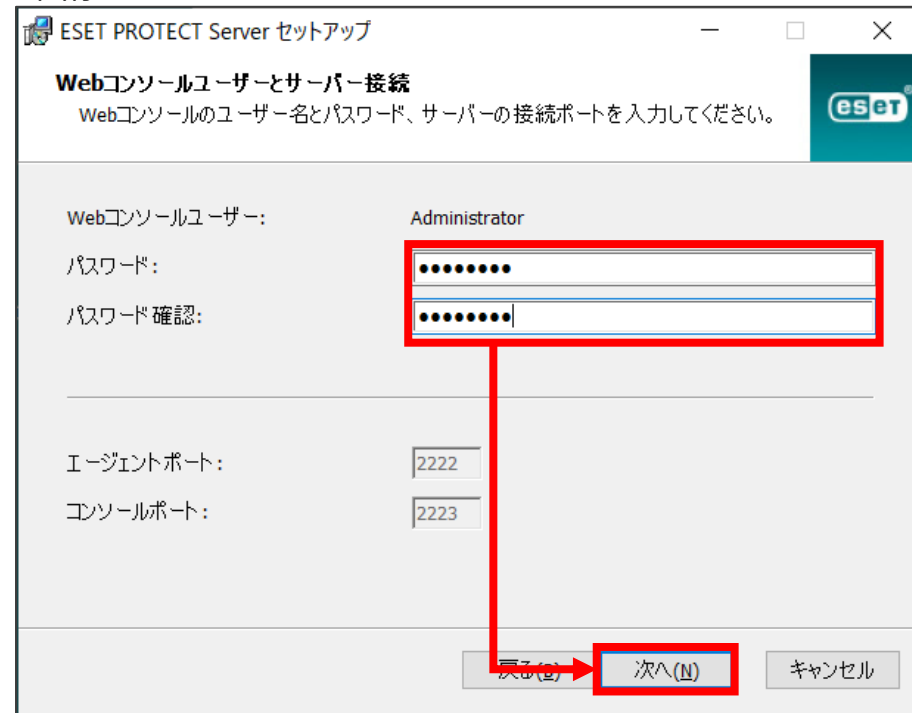 ESET PROTECT Server セットアップ
Webコンソールユーザーとサーバー接続
Webコンソールのユーザー名とパスワード、サーバーの接続ポートを入力してください。
eset
Webコンソールユーザー: Administrator
パスワード: ●●●●●●●●
パスワード確認: ●●●●●●●●
エージェントポート: 2222
コンソールポート: 2223
戻る(B) 次へ(N) キャンセル